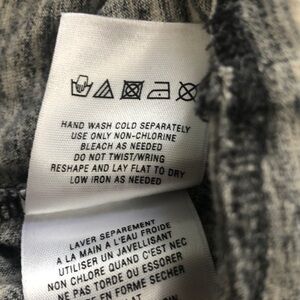 HAND WASH COLD SEPARATELY
USE ONLY NON-CHLORINE
BLEACH AS NEEDED
DO NOT TWIST/WRING
RESHAPE AND LAY FLAT TO DRY
LOW IRON AS NEEDED
LAVER SEPAREMENT
A LA MAIN A L'EAU FROIDE
UTILISER UN JAVELLISANT
NON CHLORE QUAND C'EST NEC
NE PAS TORDU OU ESSORER
EN FORME SECHER